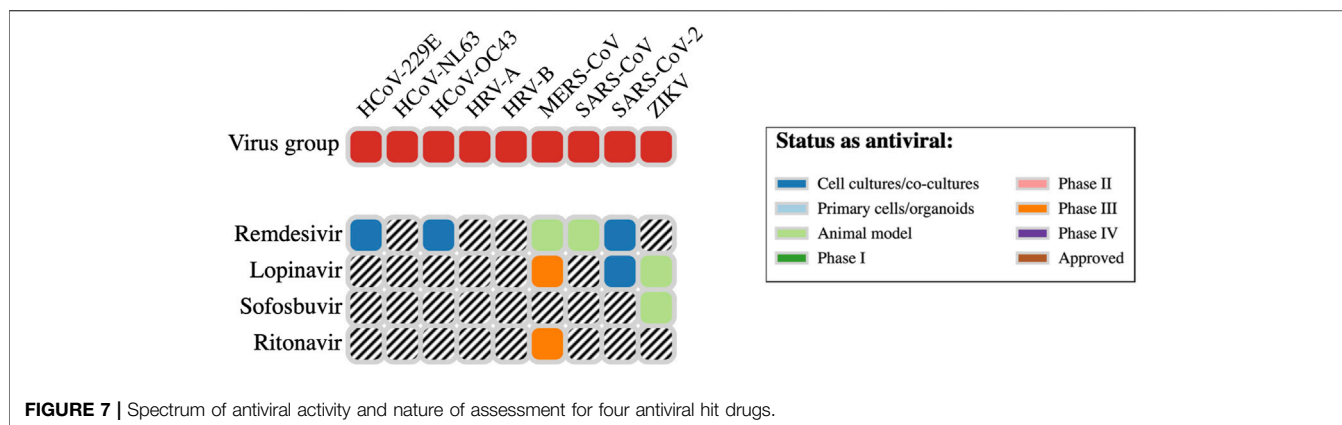 HCoV-229E
HCoV-NL63
HCoV-OC43
HRV-A
HRV-B
MERS-CoV
SARS-CoV
SARS-CoV-2
ZIKV
Virus group
Remdesivir
Lopinavir
Sofosbuvir
Ritonavir
Status as antiviral:
Cell cultures/co-cultures
Primary cells/organoids
Animal model
Phase I
Phase II
Phase III
Phase IV
Approved
FIGURE 7 | Spectrum of antiviral activity and nature of assessment for four antiviral hit drugs.